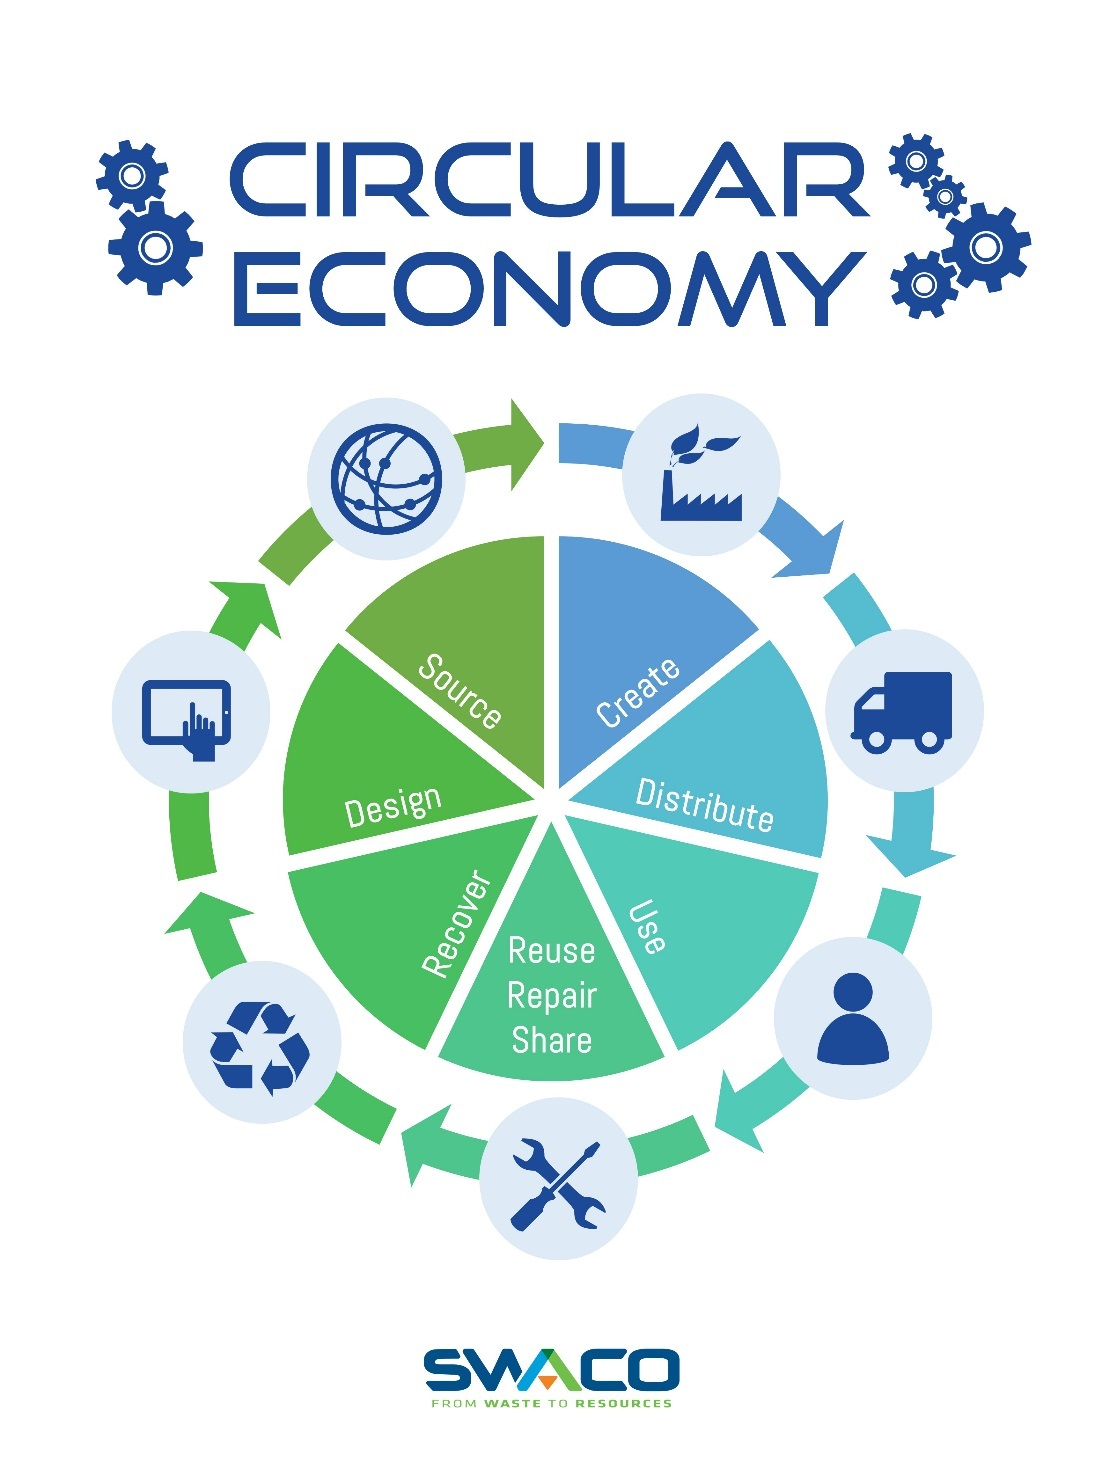 CIRCULAR
ECONOMY
Source
Create
Design
Distribute
Recover
Use
Reuse
Repair
Share
SWACO
FROM WASTE TO RESOURCES